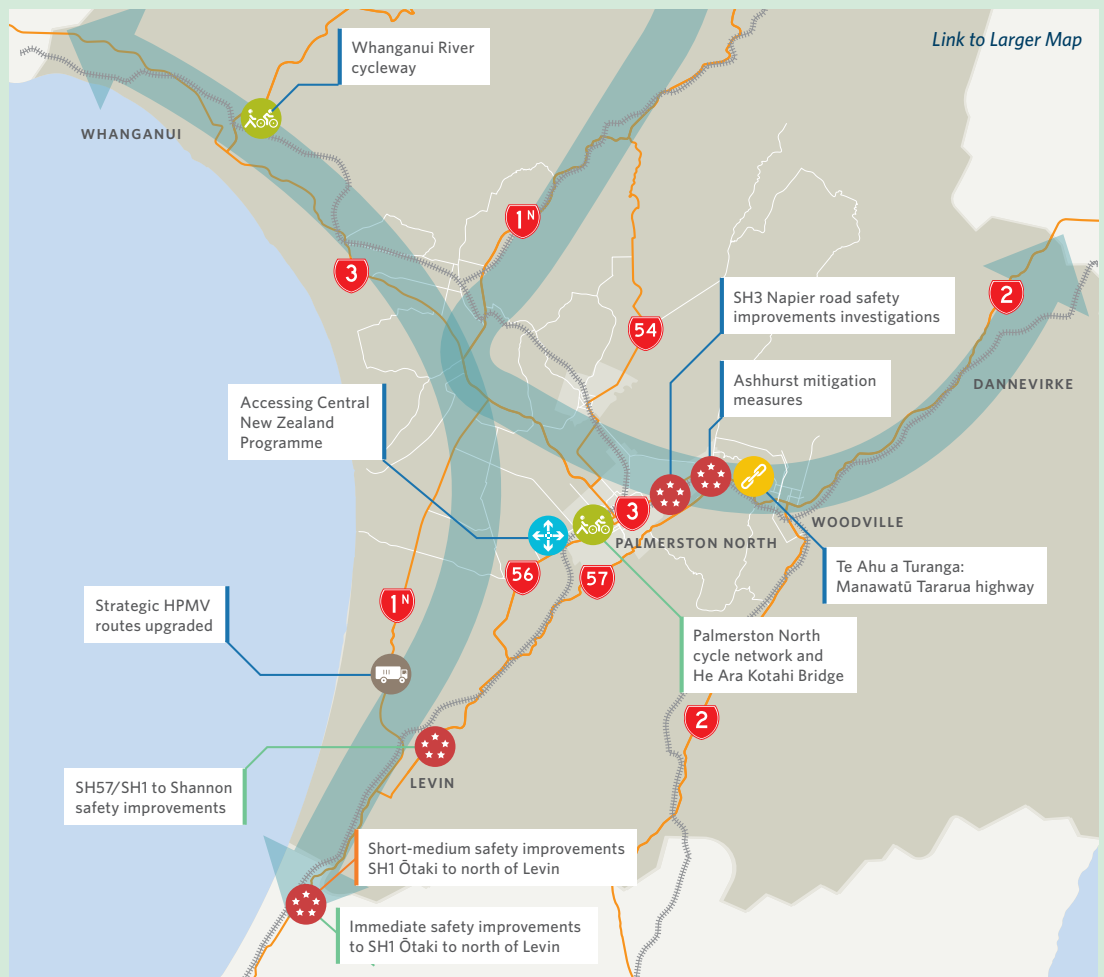 Link to Larger Map
Whanganui River
cycleway
WHANGANUI
1 N
3
2
SH3 Napier road safety
improvements investigations
54
Ashhurst mitigation
measures
DANNEVIRKE
Accessing Central
New Zealand
Programme
3
WOODVILLE
PALMERSTON NORTH
56
57
Te Ahu a Turanga:
Manawatū Tararua highway
Strategic HPMV
routes upgraded
1 N
Palmerston North
cycle network and
He Ara Kotahi Bridge
2
SH57/SH1 to Shannon
safety improvements
LEVIN
Short-medium safety improvements
SH1 Ōtaki to north of Levin
Immediate safety improvements
to SH1 Ōtaki to north of Levin